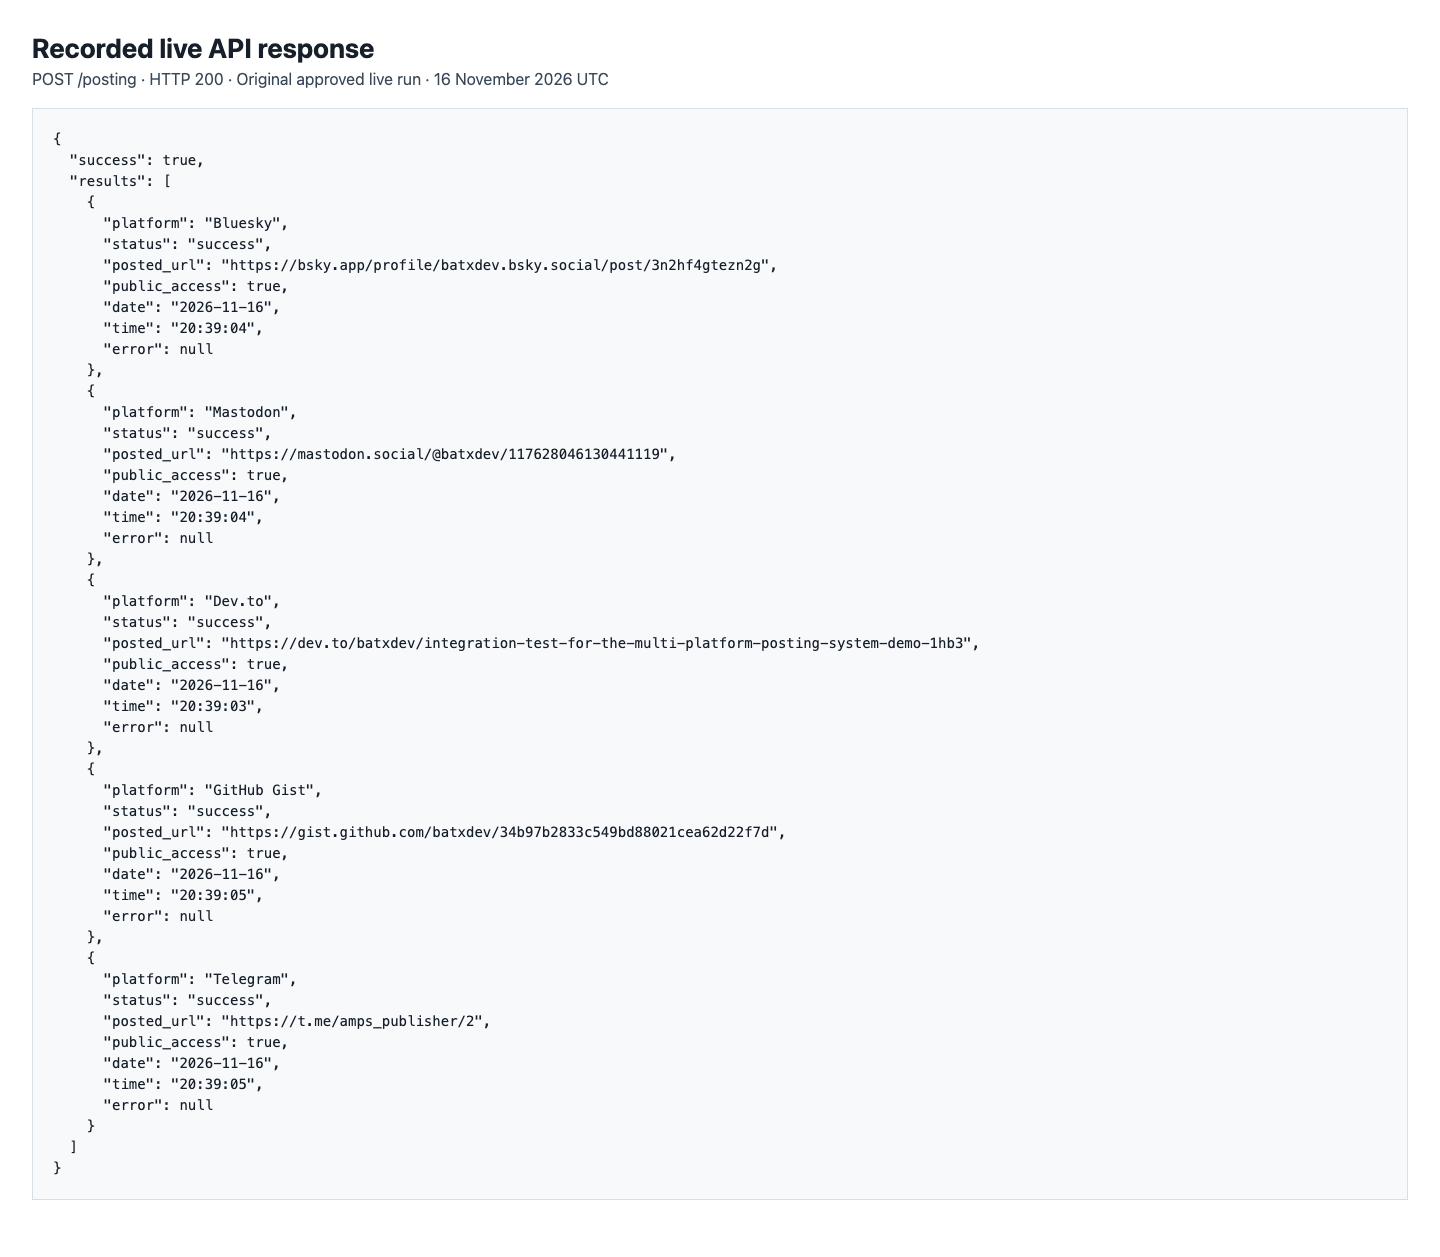 Recorded live API response
POST /posting · HTTP 200 · Original approved live run · 16 November 2026 UTC
{
  "success": true,
  "results": [
    {
      "platform": "Bluesky",
      "status": "success",
      "posted_url": "https://bsky.app/profile/batxdev.bsky.social/post/3n2hf4gtezn2g",
      "public_access": true,
      "date": "2026-11-16",
      "time": "20:39:04",
      "error": null
    },
    {
      "platform": "Mastodon",
      "status": "success",
      "posted_url": "https://mastodon.social/@batxdev/117628046130441119",
      "public_access": true,
      "date": "2026-11-16",
      "time": "20:39:04",
      "error": null
    },
    {
      "platform": "Dev.to",
      "status": "success",
      "posted_url": "https://dev.to/batxdev/integration-test-for-the-multi-platform-posting-system-demo-1hb3",
      "public_access": true,
      "date": "2026-11-16",
      "time": "20:39:03",
      "error": null
    },
    {
      "platform": "GitHub Gist",
      "status": "success",
      "posted_url": "https://gist.github.com/batxdev/34b97b2833c549bd88021cea62d22f7d",
      "public_access": true,
      "date": "2026-11-16",
      "time": "20:39:05",
      "error": null
    },
    {
      "platform": "Telegram",
      "status": "success",
      "posted_url": "https://t.me/amps_publisher/2",
      "public_access": true,
      "date": "2026-11-16",
      "time": "20:39:05",
      "error": null
    }
  ]
}